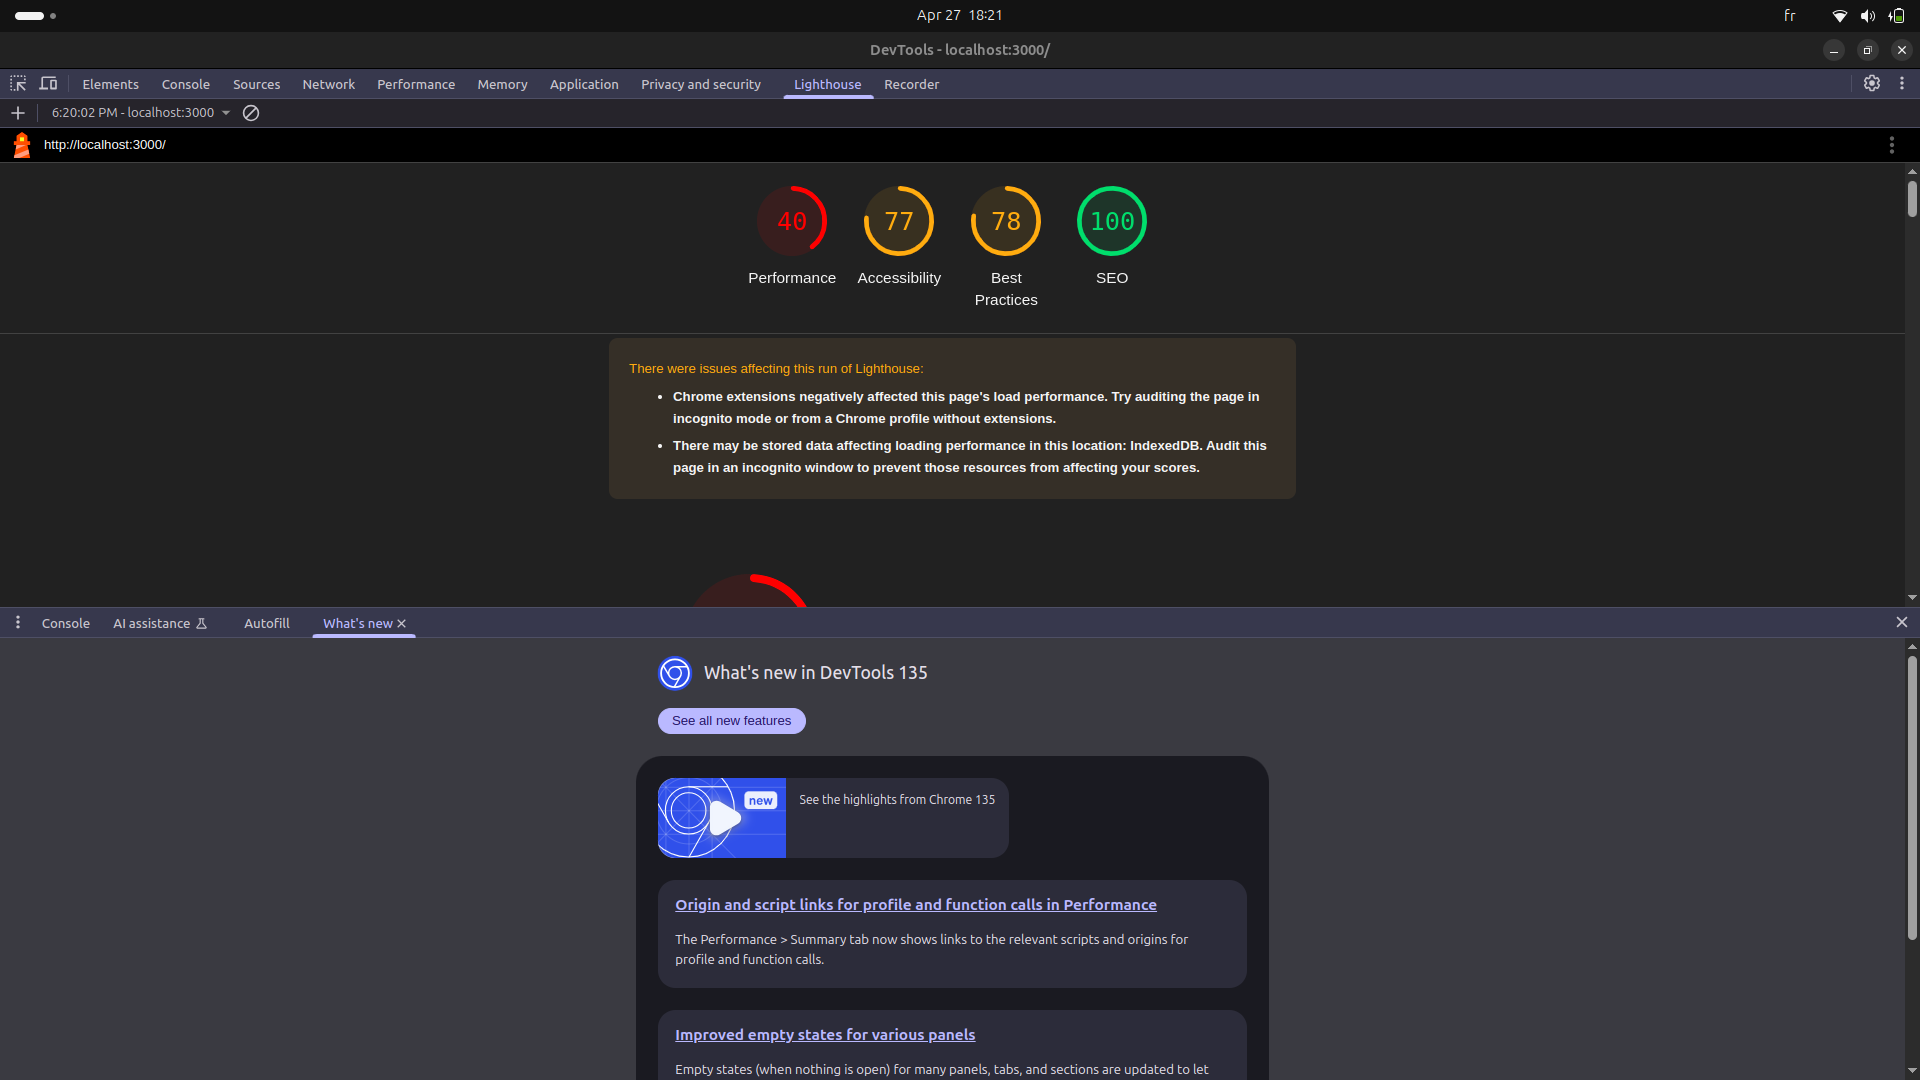 Apr 27 18:21
fr
DevTools - localhost:3000/
Elements Console Sources Network Performance Memory Application Privacy and security Lighthouse Recorder
6:20:02 PM - localhost:3000
http://localhost:3000/
40 77 78 100
Performance Accessibility Best SEO
Practices
There were issues affecting this run of Lighthouse:
Chrome extensions negatively affected this page's load performance. Try auditing the page in
incognito mode or from a Chrome profile without extensions.
There may be stored data affecting loading performance in this location: IndexedDB. Audit this
page in an incognito window to prevent those resources from affecting your scores.
Console AI assistance Autofill What's new
What's new in DevTools 135
See all new features
new
See the highlights from Chrome 135
Origin and script links for profile and function calls in Performance
The Performance > Summary tab now shows links to the relevant scripts and origins for
profile and function calls.
Improved empty states for various panels
Empty states (when nothing is open) for many panels, tabs, and sections are updated to let